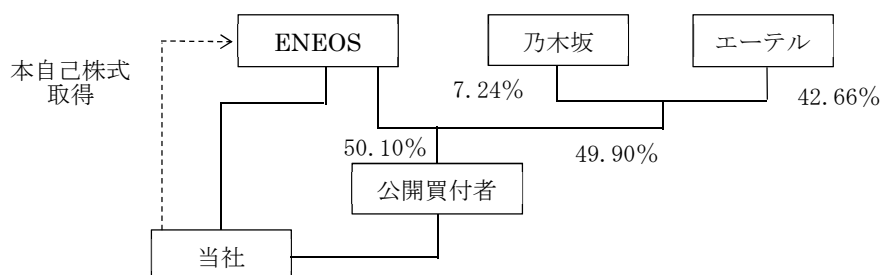 ENEOS
乃木坂
エーテル
本自己株式
取得
7.24%
42.66%
50.10%
49.90%
公開買付者
当社